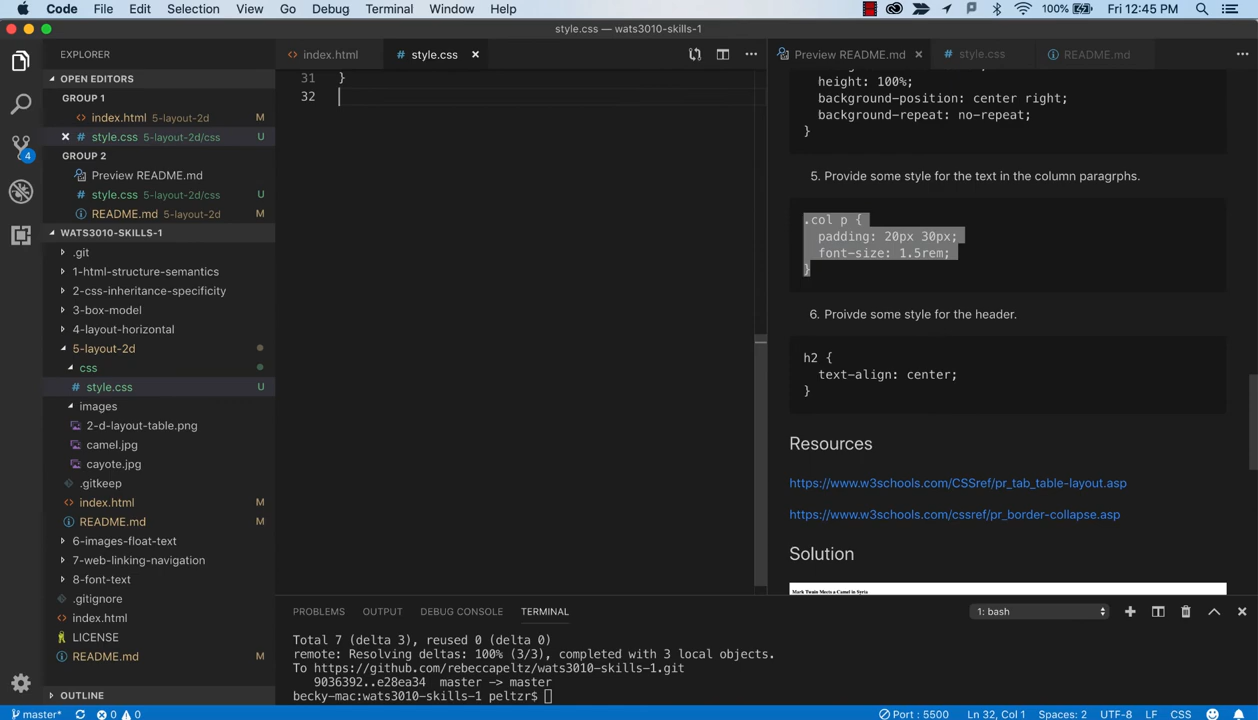 Code File Edit Selection View Go Debug Terminal Window Help 100% Fri 12:45 PM
style.css — wats3010-skills-1
EXPLORER
OPEN EDITORS
GROUP 1
index.html 5-layout-2d M
style.css 5-layout-2d/css U
GROUP 2
Preview README.md
style.css 5-layout-2d/css U
README.md 5-layout-2d M
WATS3010-SKILLS-1
.git
1-html-structure-semantics
2-css-inheritance-specificity
3-box-model
4-layout-horizontal
5-layout-2d
css
style.css U
images
2-d-layout-table.png
camel.jpg
cayote.jpg
.gitkeep
index.html M
README.md M
6-images-float-text
7-web-linking-navigation
8-font-text
.gitignore
index.html
LICENSE
README.md M
OUTLINE
4
index.html style.css
31 }
32
Preview README.md style.css README.md
height: 100%;
background-position: center right;
background-repeat: no-repeat;
}
5. Provide some style for the text in the column paragrphs.
.col p {
padding: 20px 30px;
font-size: 1.5rem;
}
6. Proivde some style for the header.
h2 {
text-align: center;
}
Resources
https://www.w3schools.com/CSSref/pr_tab_table-layout.asp
https://www.w3schools.com/cssref/pr_border-collapse.asp
Solution
Mark Twain Meets a Camel in Syria
PROBLEMS OUTPUT DEBUG CONSOLE TERMINAL 1: bash
Total 7 (delta 3), reused 0 (delta 0)
remote: Resolving deltas: 100% (3/3), completed with 3 local objects.
To https://github.com/rebeccapeltz/wats3010-skills-1.git
9036392..e28ea34 master -> master
becky-mac:wats3010-skills-1 peltzr$
master* 0 0 Port : 5500 Ln 32, Col 1 Spaces: 2 UTF-8 LF CSS